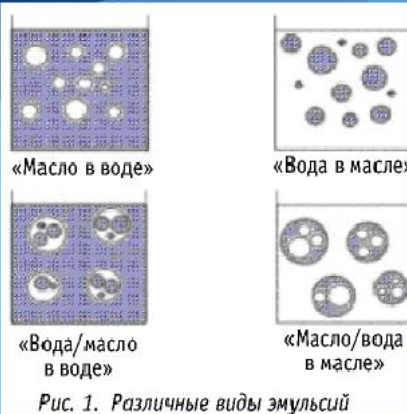 «Масло в воде»
«Вода в масле»
«Вода/масло
в воде»
«Масло/вода
в масле»
Рис. 1. Различные виды эмульсий